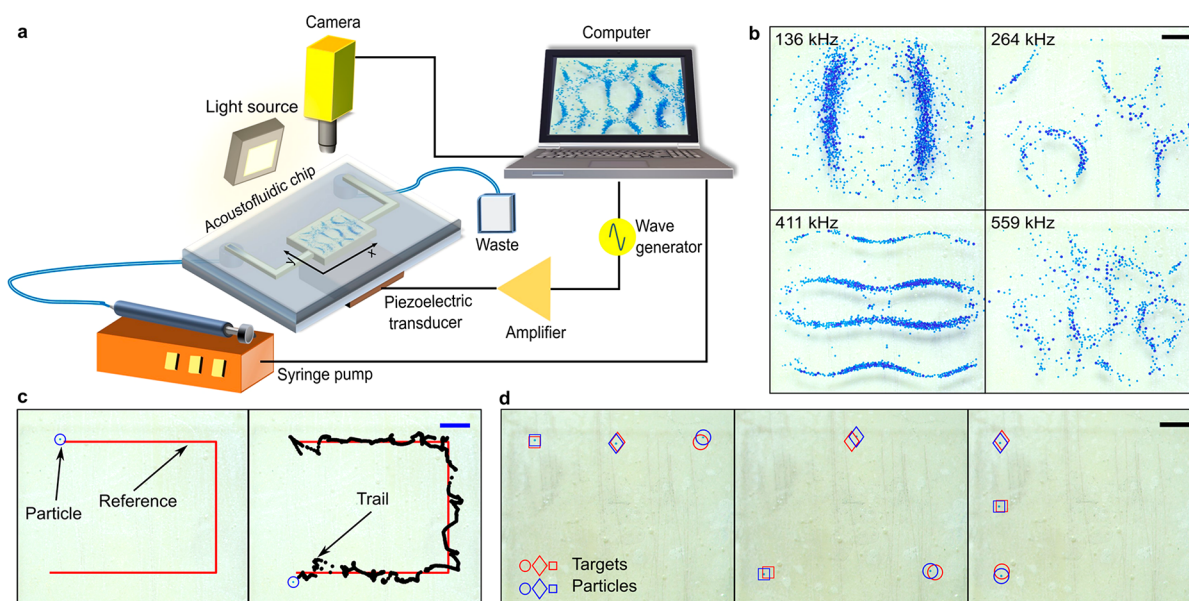 a
Camera
Computer
Light source
Acoustofluidic chip
y
x
Waste
Wave
generator
Piezoelectric
transducer
Amplifier
Syringe pump
b
136 kHz
264 kHz
411 kHz
559 kHz
c
Particle
Reference
Trail
d
Targets
Particles